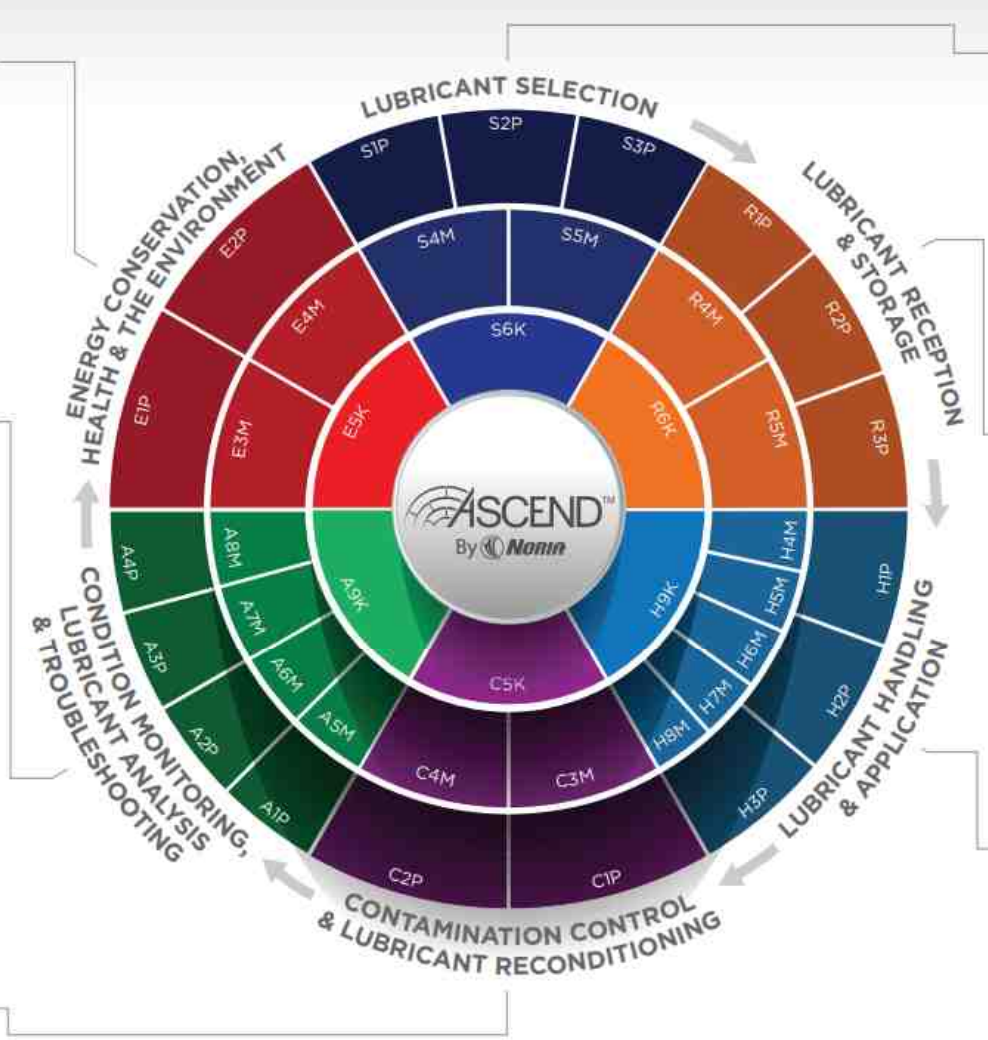 LUBRICANT SELECTION
S1P
S2P
S3P
S4M
S5M
S6K
LUBRICANT RECEPTION
& STORAGE
R1P
R2P
R3P
R4M
R5M
R6K
LUBRICANT HANDLING
& APPLICATION
H1P
H2P
H3P
H4M
H5M
H6M
H7M
H8M
H9K
CONTAMINATION CONTROL
& LUBRICANT RECONDITIONING
C1P
C2P
C3M
C4M
C5K
CONDITION MONITORING,
LUBRICANT ANALYSIS
& TROUBLESHOOTING
A1P
A2P
A3P
A4P
A5M
A6M
A7M
A8M
A9K
ENERGY CONSERVATION,
HEALTH & THE ENVIRONMENT
E1P
E2P
E3M
E4M
E5K
ASCEND™
By NORIA